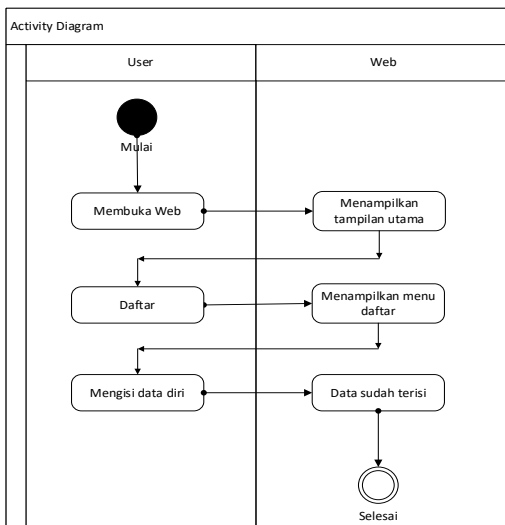 Activity Diagram
User
Web
Mulai
Membuka Web
Menampilkan
tampilan utama
Daftar
Menampilkan menu
daftar
Mengisi data diri
Data sudah terisi
Selesai